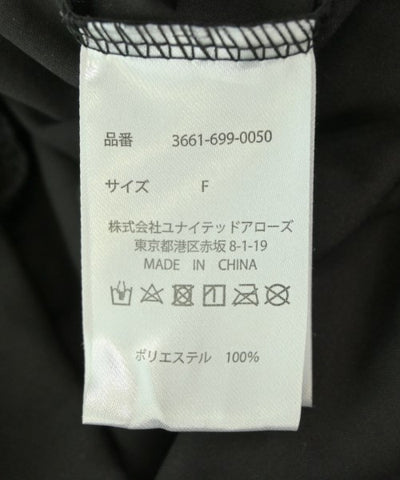 品番 3661-699-0050
サイズ F
株式会社ユナイテッドアローズ
東京都港区赤坂 8-1-19
MADE IN CHINA
ポリエステル 100%